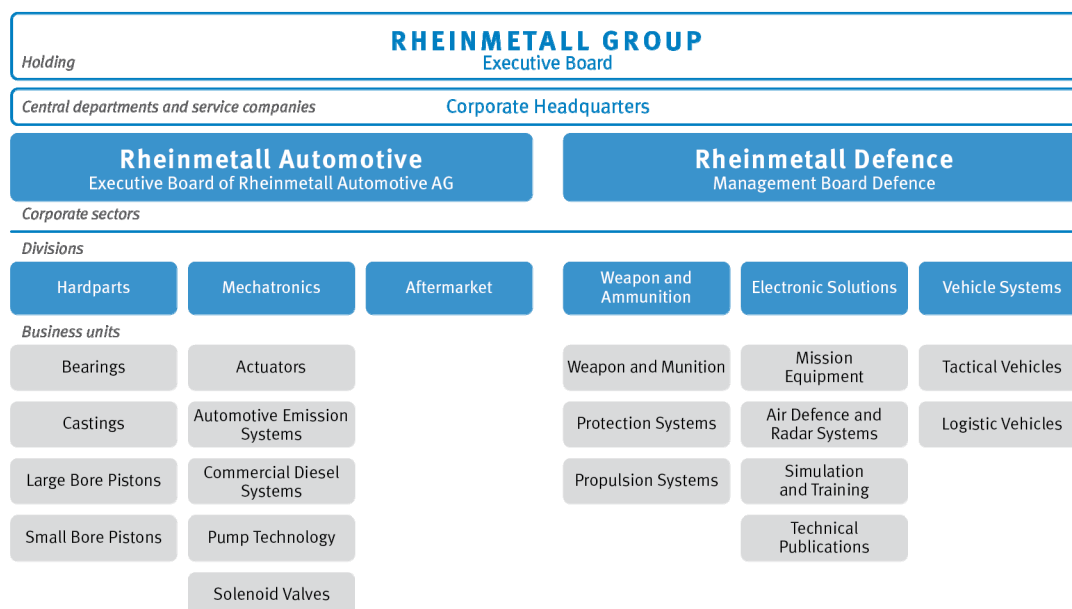 RHEINMETALL GROUP
Holding
Executive Board
Central departments and service companies
Corporate Headquarters
Rheinmetall Automotive
Executive Board of Rheinmetall Automotive AG
Rheinmetall Defence
Management Board Defence
Corporate sectors
Divisions
Hardparts
Mechatronics
Aftermarket
Weapon and
Ammunition
Electronic Solutions
Vehicle Systems
Business units
Bearings
Castings
Large Bore Pistons
Small Bore Pistons
Actuators
Automotive Emission
Systems
Commercial Diesel
Systems
Pump Technology
Solenoid Valves
Weapon and Munition
Protection Systems
Propulsion Systems
Mission
Equipment
Air Defence and
Radar Systems
Simulation
and Training
Technical
Publications
Tactical Vehicles
Logistic Vehicles